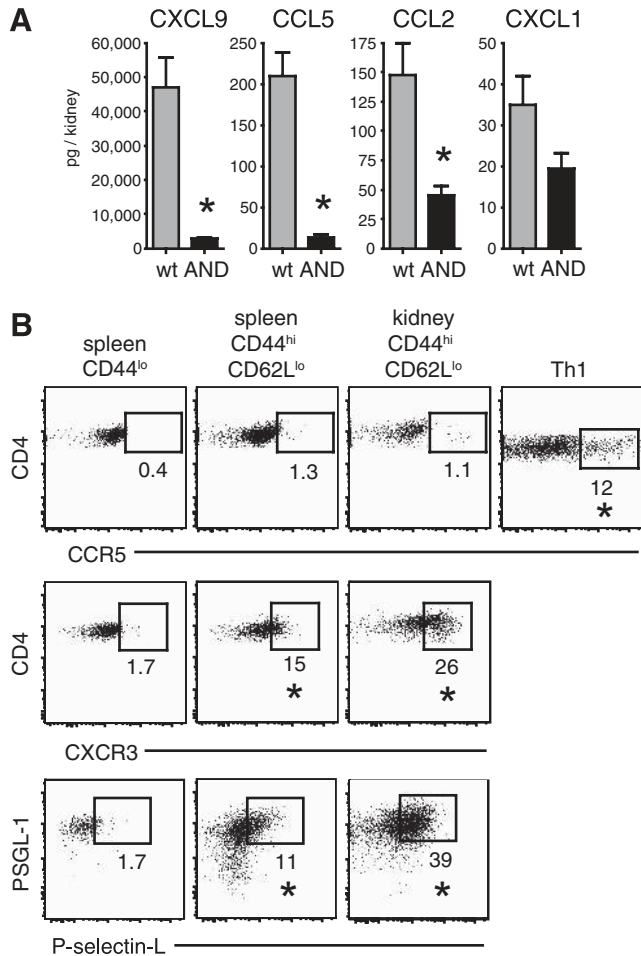 A
CXCL9 CCL5 CCL2 CXCL1
pg / kidney
60,000 50,000 40,000 30,000 20,000 10,000 0
250 200 150 100 50 0
175 150 125 100 75 50 25 0
40 30 20 10 0
* * *
wt AND wt AND wt AND wt AND
B
spleen CD44lo
spleen CD44hi CD62Llo
kidney CD44hi CD62Llo
Th1
CD4
0.4 1.3 1.1 12
*
CCR5
CD4
1.7 15 26
* *
CXCR3
PSGL-1
1.7 11 39
* *
P-selectin-L